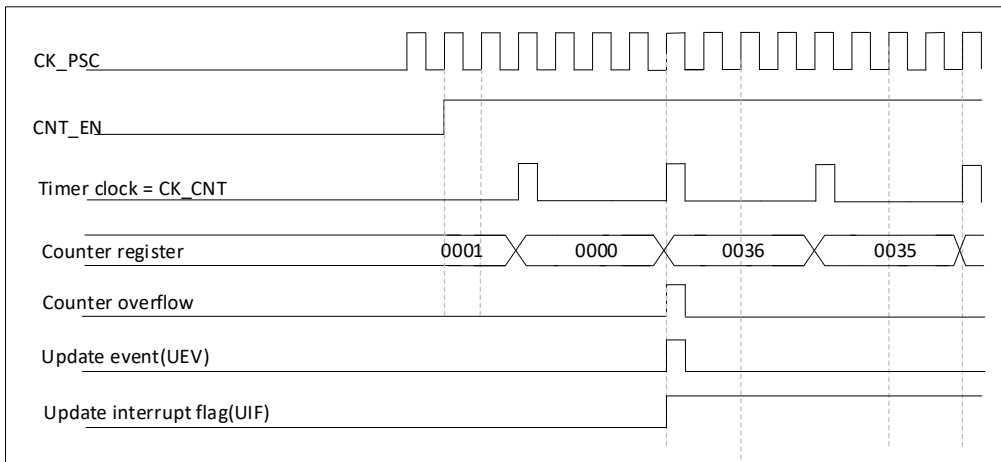 CK_PSC
CNT_EN
Timer clock = CK_CNT
Counter register 0001 0000 0036 0035
Counter overflow
Update event(UEV)
Update interrupt flag(UIF)